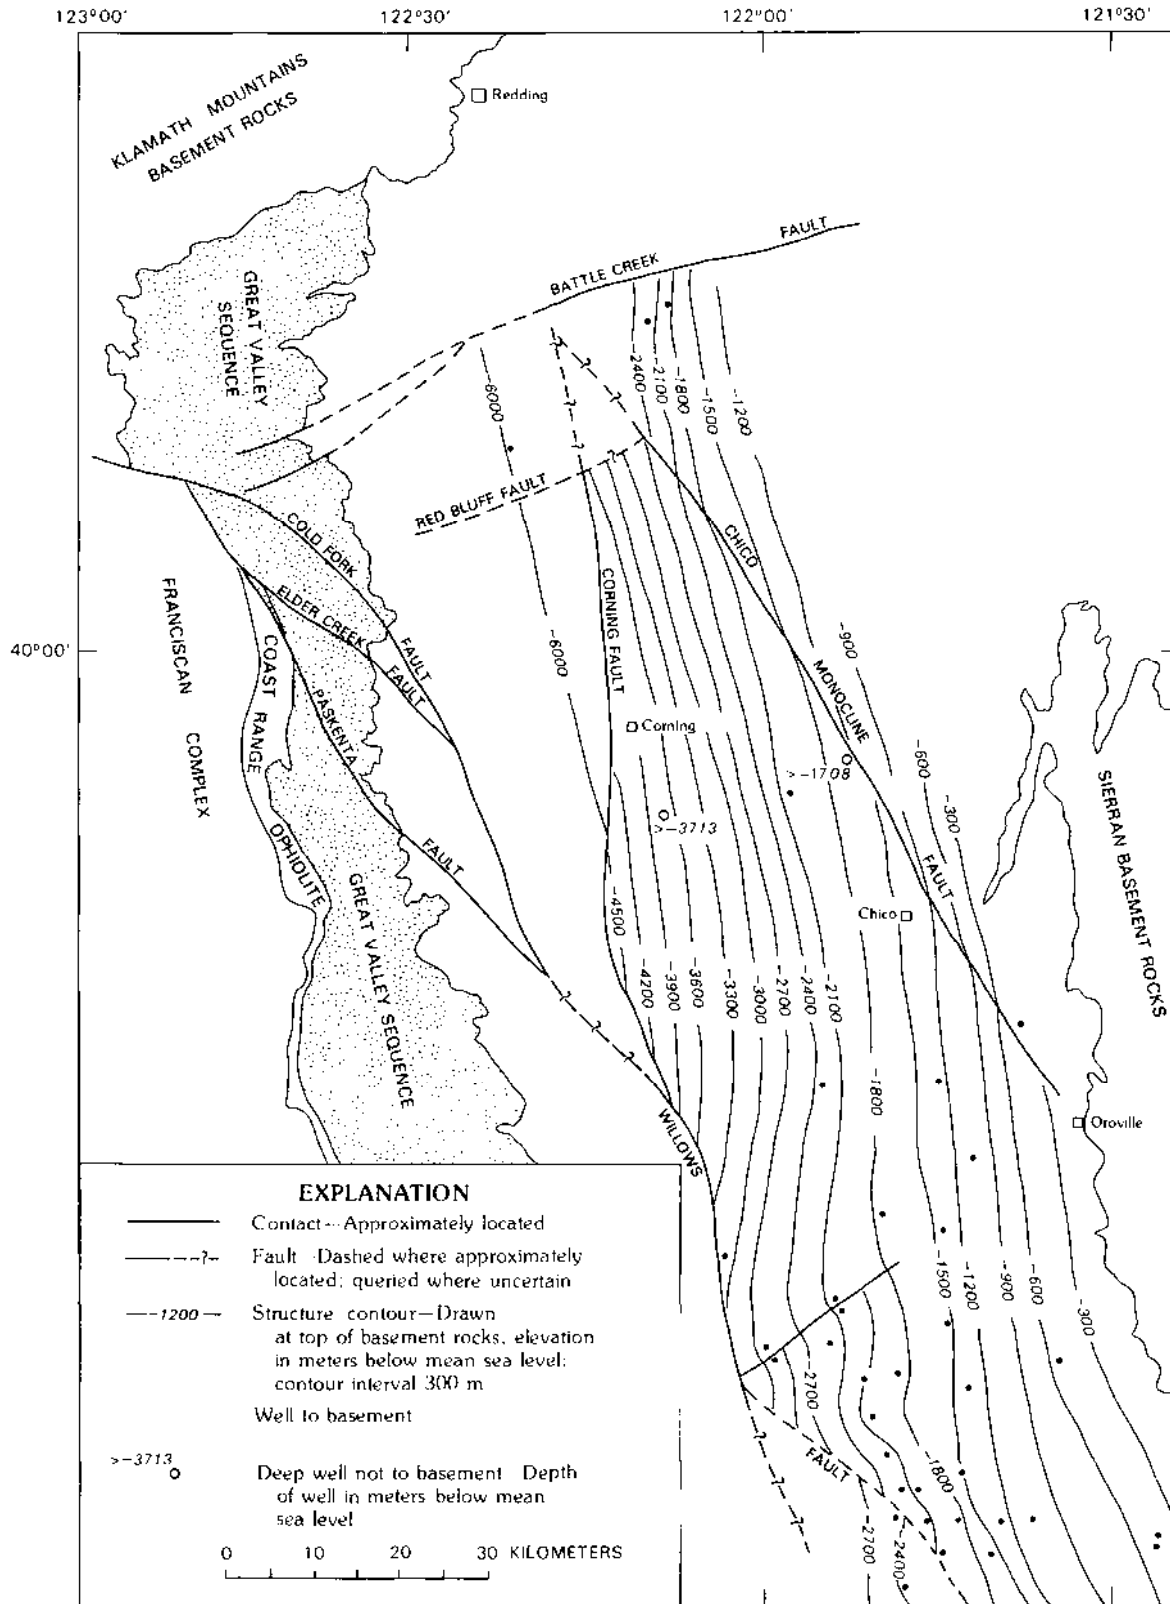 123°00'
122°30'
122°00'
121°30'
KLAMATH MOUNTAINS
BASEMENT ROCKS
Redding
GREAT VALLEY
SEQUENCE
BATTLE CREEK
FAULT
-6000
-2400
-2100
-1800
-1500
-1200
?
?
?
?
?
?
RED BLUFF FAULT
COLD FORK
FAULT
ELDER CREEK
FAULT
CORNING FAULT
CHICO
MONOCLINE
FAULT
FRANCISCAN
COMPLEX
COAST
RANGE
OPHIOLITE
PASKENTA
FAULT
40°00'
-6000
-900
Corning
-600
-300
>-1708
>-3713
SIERRAN BASEMENT ROCKS
GREAT VALLEY SEQUENCE
Chico
-4500
-4200
-3900
-3600
-3300
-3000
-2700
-2400
-2100
?
?
?
-1800
Oroville
WILLOWS
-1500
-1200
-900
-600
-300
-2700
FAULT
-1800
?
?
?
-2700
-2400
EXPLANATION
Contact--Approximately located
?
Fault -Dashed where approximately
located; queried where uncertain
-1200
Structure contour—Drawn
at top of basement rocks, elevation
in meters below mean sea level;
contour interval 300 m
Well to basement
>-3713
Deep well not to basement Depth
of well in meters below mean
sea level
0 10 20 30 KILOMETERS